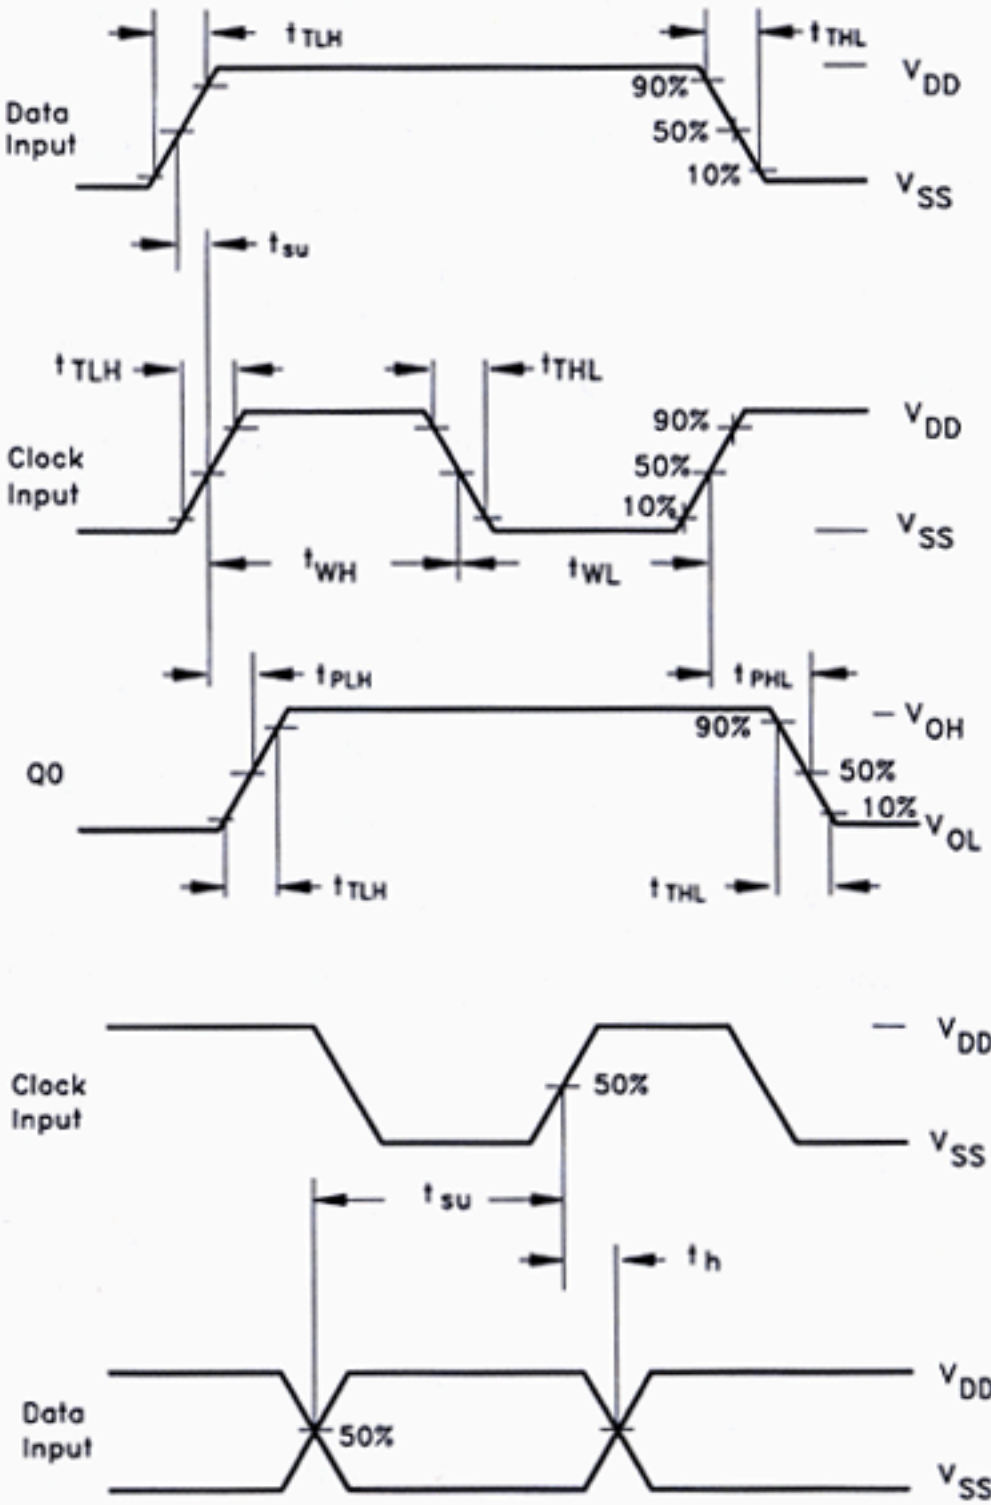 tTLH tTHL
VDD
90%
Data
Input
50%
10%
VSS
tsu
tTLH tTHL
VDD
90%
Clock
Input
50%
10%
VSS
tWH tWL
tPLH tPHL
VOH
90%
Q0
50%
10%
VOL
tTLH tTHL
VDD
Clock
Input
50%
VSS
tsu
th
VDD
Data
Input
50%
VSS